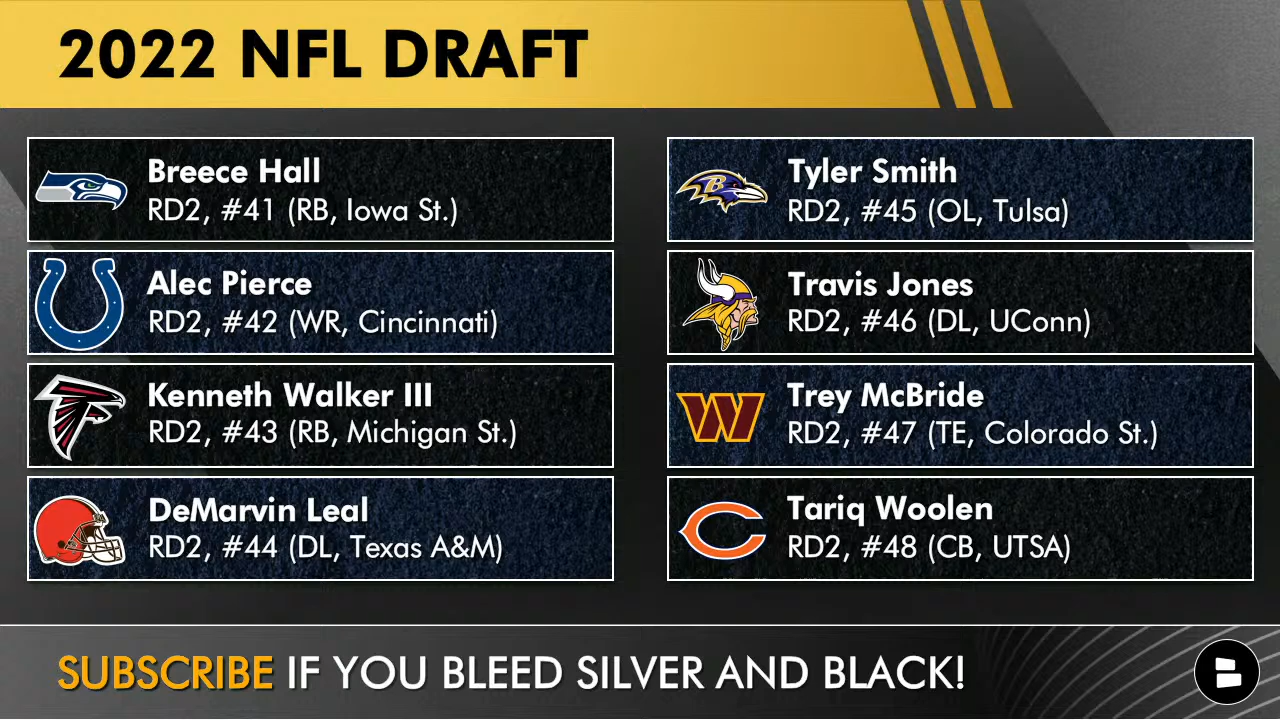 2022 NFL DRAFT
Breece Hall
RD2, #41 (RB, Iowa St.)
Alec Pierce
RD2, #42 (WR, Cincinnati)
Kenneth Walker III
RD2, #43 (RB, Michigan St.)
DeMarvin Leal
RD2, #44 (DL, Texas A&M)
Tyler Smith
RD2, #45 (OL, Tulsa)
Travis Jones
RD2, #46 (DL, UConn)
Trey McBride
RD2, #47 (TE, Colorado St.)
Tariq Woolen
RD2, #48 (CB, UTSA)
SUBSCRIBE IF YOU BLEED SILVER AND BLACK!